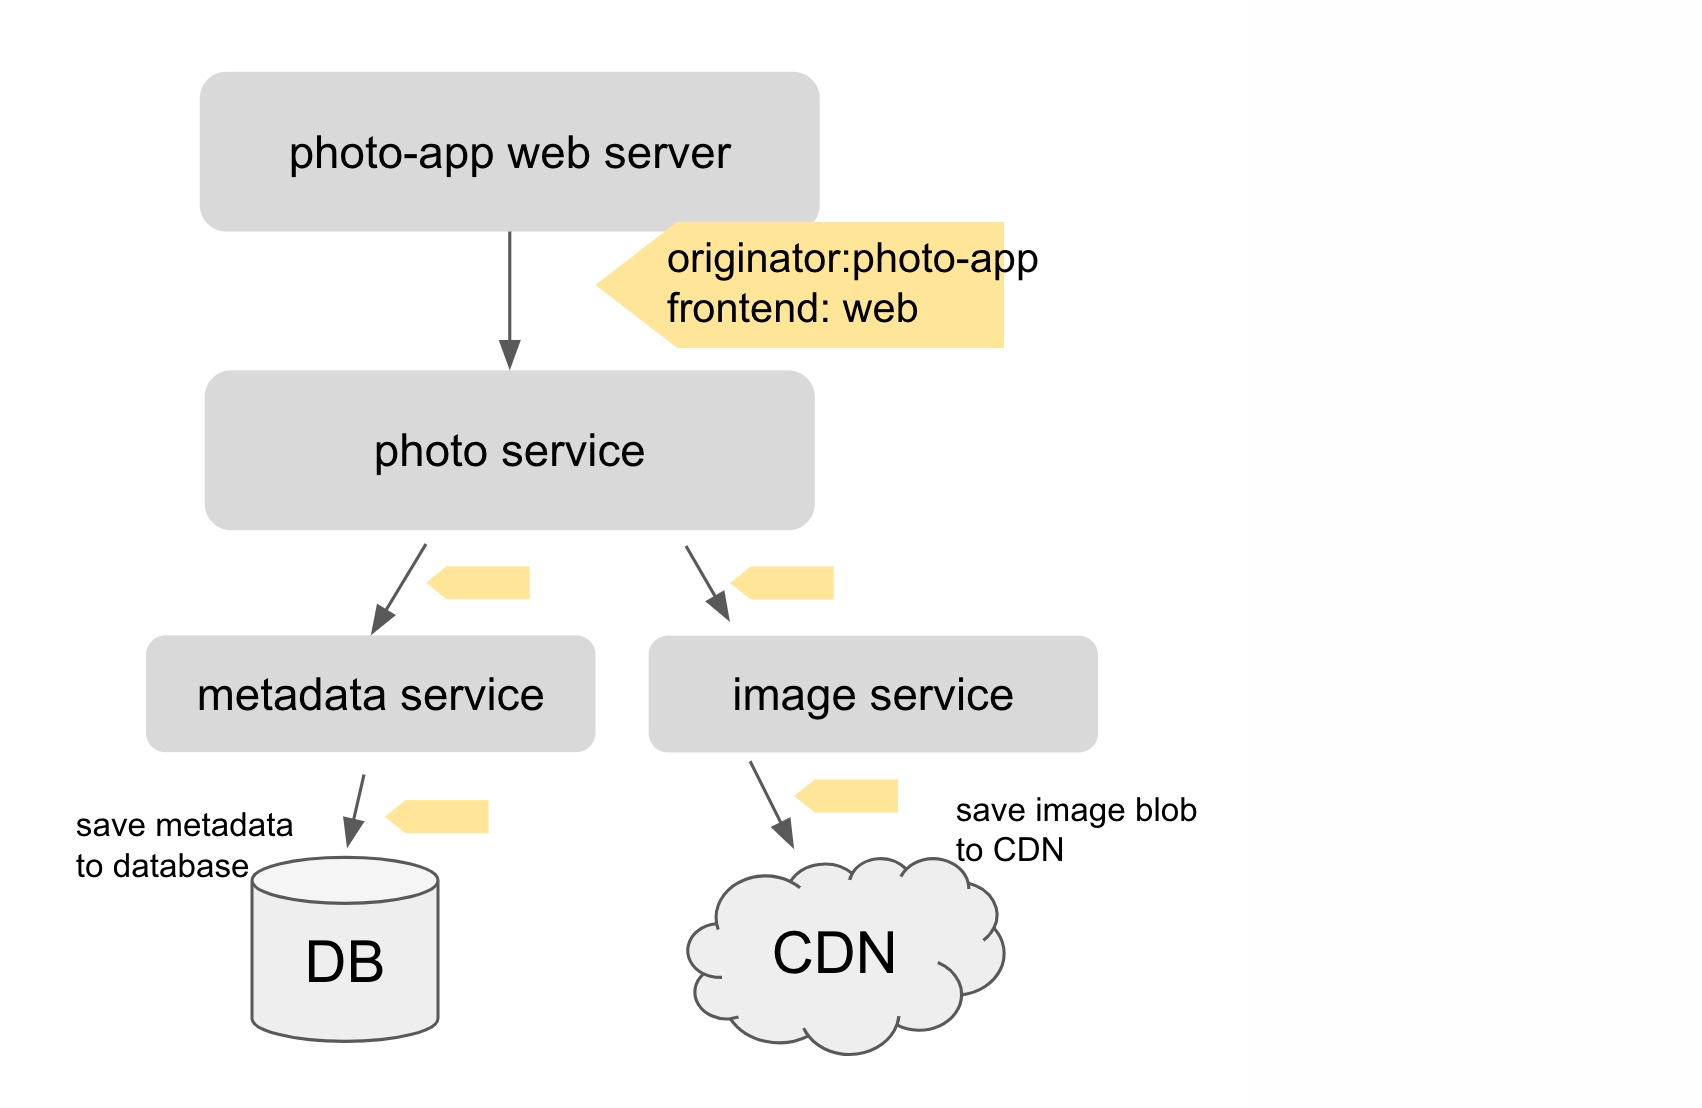 photo-app web server
originator:photo-app
frontend: web
photo service
metadata service
image service
save metadata
to database
save image blob
to CDN
DB
CDN